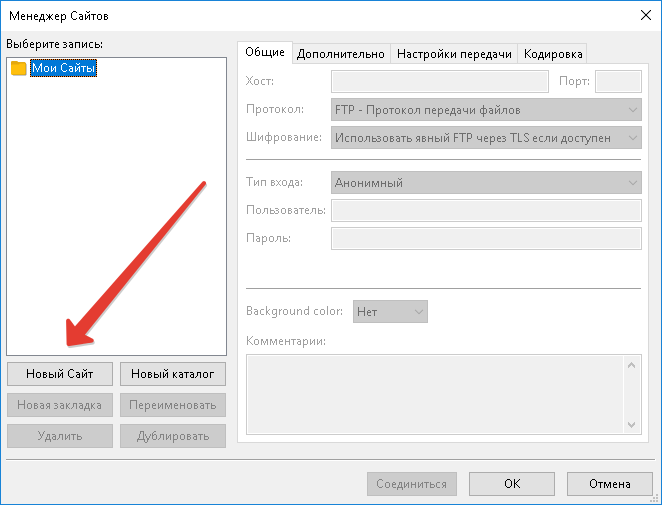 Менеджер Сайтов
Выберите запись:
Мои Сайты
Новый Сайт
Новый каталог
Новая закладка
Переименовать
Удалить
Дублировать
Общие
Дополнительно
Настройки передачи
Кодировка
Хост:
Порт:
Протокол:
FTP - Протокол передачи файлов
Шифрование:
Использовать явный FTP через TLS если доступен
Тип входа:
Анонимный
Пользователь:
Пароль:
Background color:
Нет
Комментарии:
Соединиться
OK
Отмена